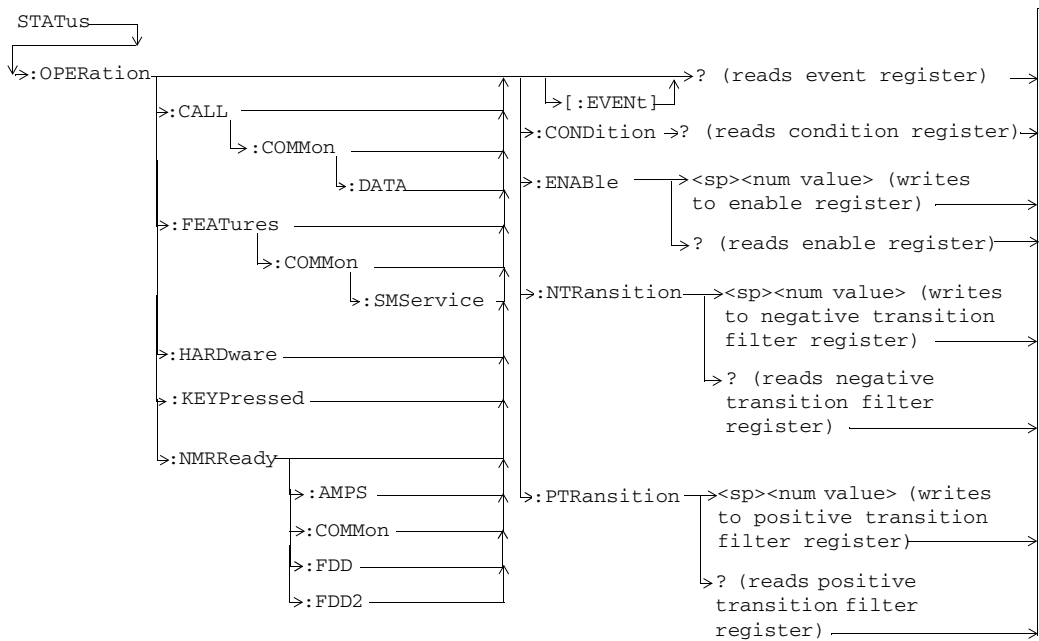 STATus
:OPERation
:CALL
:COMMon
:DATA
:FEATures
:COMMon
:SMService
:HARDware
:KEYPressed
:NMRReady
:AMPS
:COMMon
:FDD
:FDD2
? (reads event register)
[:EVENt]
:CONDition
? (reads condition register)
:ENABle
<sp><num value> (writes
to enable register)
? (reads enable register)
:NTRansition
<sp><num value> (writes
to negative transition
filter register)
? (reads negative
transition filter
register)
:PTRansition
<sp><num value> (writes
to positive transition
filter register)
? (reads positive
transition filter
register)